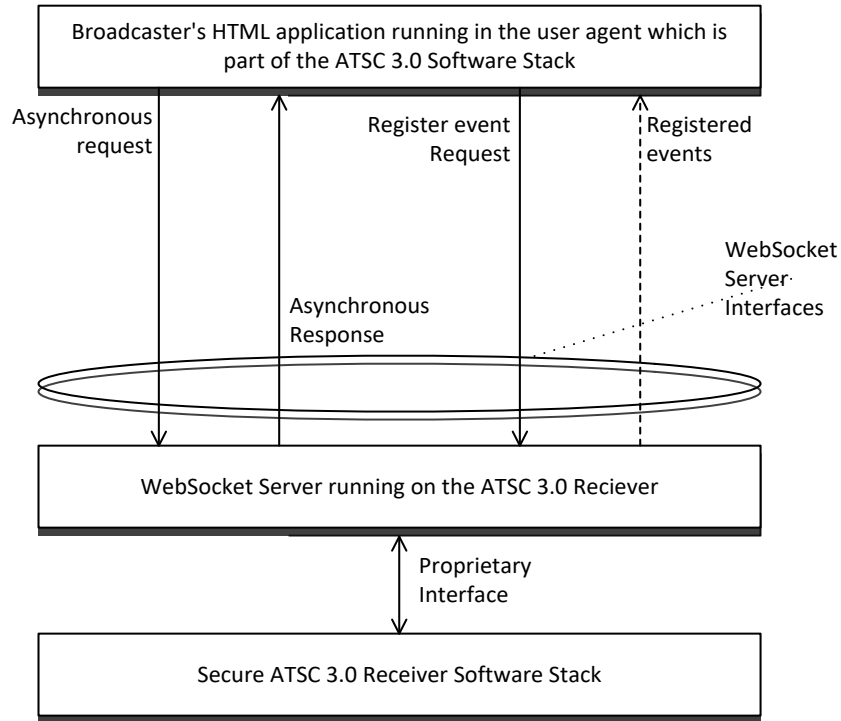 Broadcaster's HTML application running in the user agent which is
part of the ATSC 3.0 Software Stack
Asynchronous
request
Register event
Request
Registered
events
WebSocket
Server
Interfaces
Asynchronous
Response
WebSocket Server running on the ATSC 3.0 Reciever
Proprietary
Interface
Secure ATSC 3.0 Receiver Software Stack